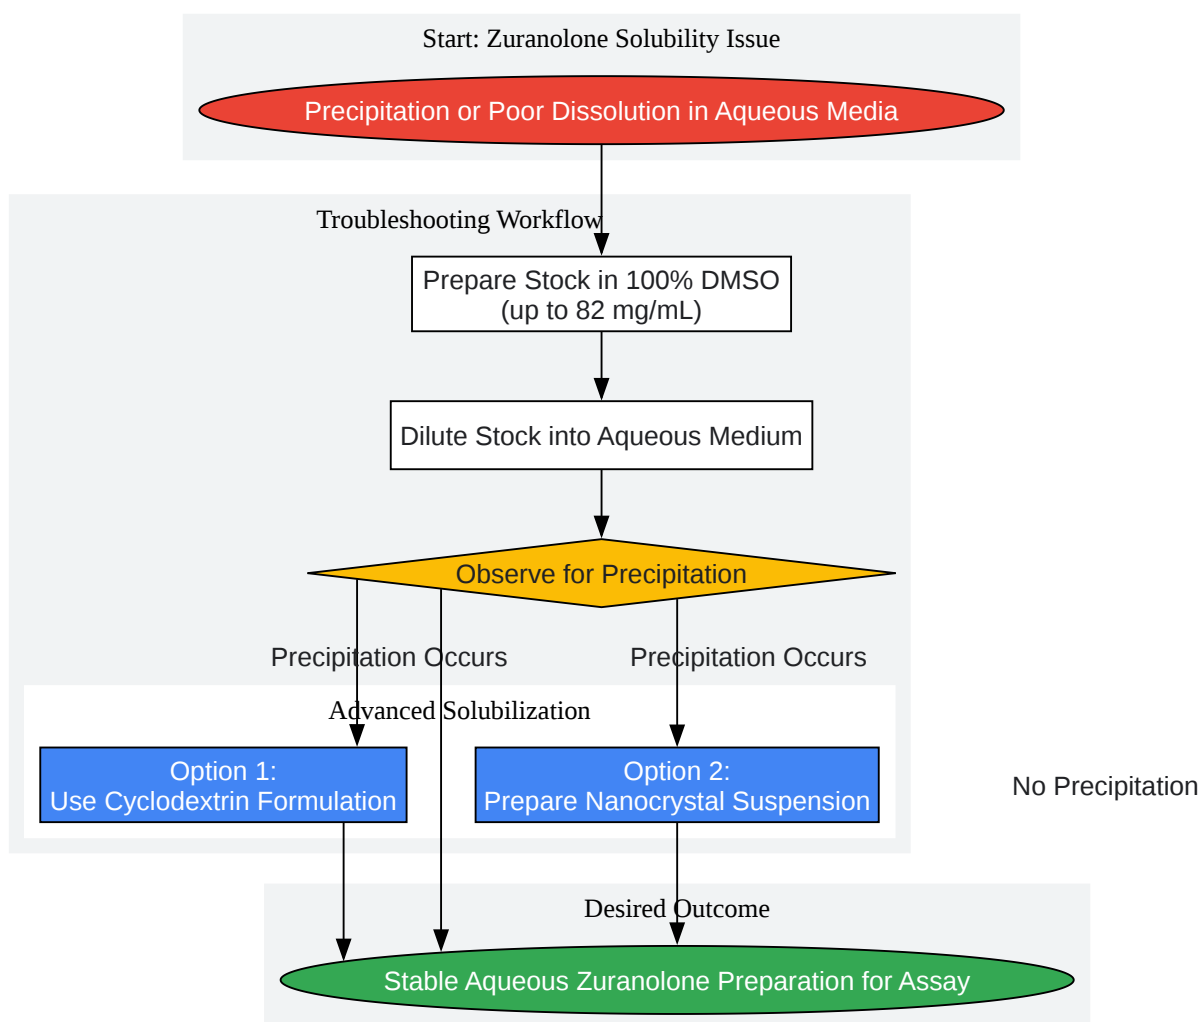 Start: Zuranolone Solubility Issue
Precipitation or Poor Dissolution in Aqueous Media
Troubleshooting Workflow
Prepare Stock in 100% DMSO
(up to 82 mg/mL)
Dilute Stock into Aqueous Medium
Observe for Precipitation
Precipitation Occurs
Precipitation Occurs
Advanced Solubilization
Option 1:
Use Cyclodextrin Formulation
Option 2:
Prepare Nanocrystal Suspension
No Precipitation
Desired Outcome
Stable Aqueous Zuranolone Preparation for Assay